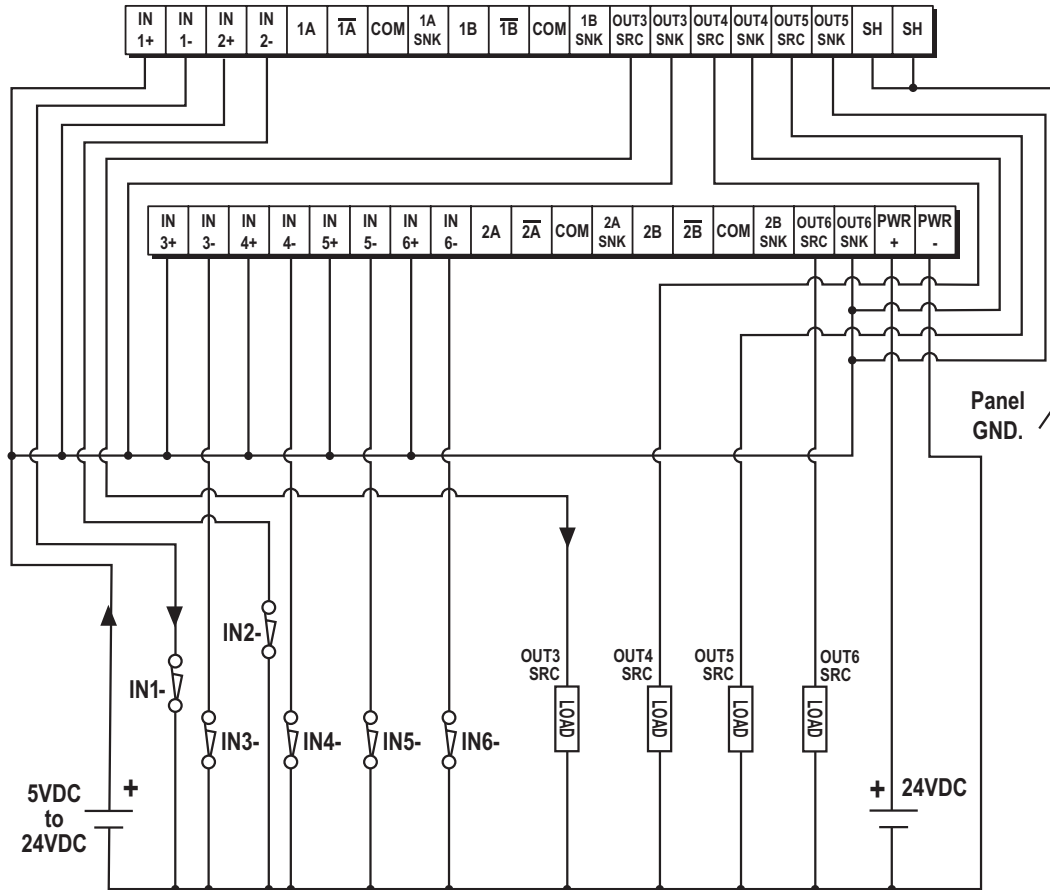 IN 1+
IN 1-
IN 2+
IN 2-
1A
1A̅
COM
1A SNK
1B
1B̅
COM
1B SNK
OUT3 SRC
OUT3 SNK
OUT4 SRC
OUT4 SNK
OUT5 SRC
OUT5 SNK
SH
SH
IN 3+
IN 3-
IN 4+
IN 4-
IN 5+
IN 5-
IN 6+
IN 6-
2A
2A̅
COM
2A SNK
2B
2B̅
COM
2B SNK
OUT6 SRC
OUT6 SNK
PWR +
PWR -
Panel
GND.
IN2-
IN1-
IN3-
IN4-
IN5-
IN6-
OUT3
SRC
LOAD
OUT4
SRC
LOAD
OUT5
SRC
LOAD
OUT6
SRC
LOAD
5VDC
to
24VDC
+
+ 24VDC